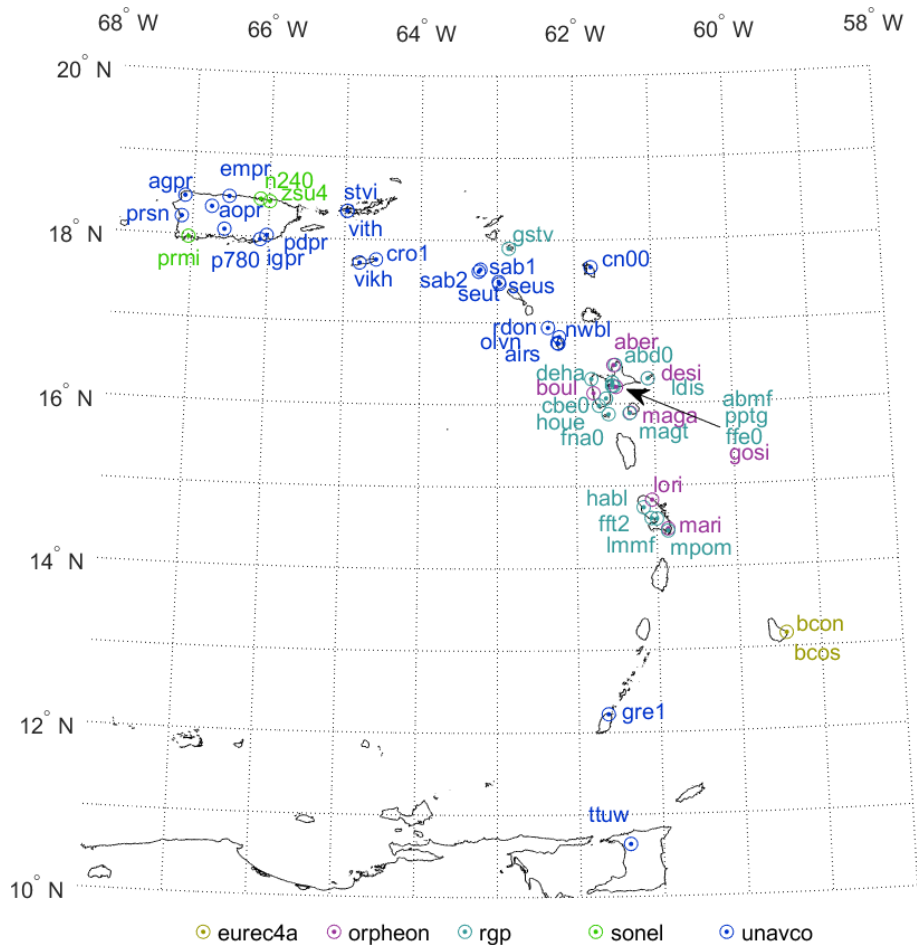 68° W 66° W 64° W 62° W 60° W 58° W
20° N
empr
n240
agpr
zsu4
stvi
prsn
aopr
vith
gstv
18° N
pdpr
prmi
p780
igpr
cro1
cn00
vikh
sab1
sab2
seus
seut
rdon
nwbl
olvn
aber
airs
abd0
deha
desi
boul
ldis
16° N
abmf
cbe0
maga
pptg
houe
magt
ffe0
fna0
gosi
lori
habl
fft2
mari
lmmf
mpom
14° N
bcon
bcos
gre1
12° N
ttuw
10° N
eurec4a orpheon rgp sonel unavco